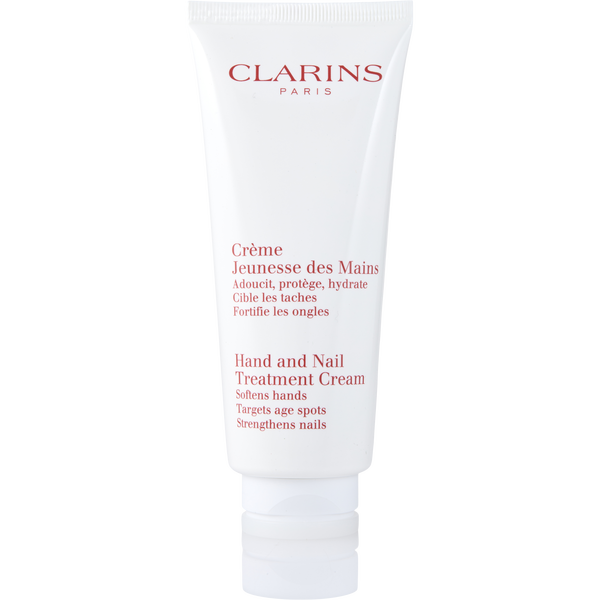 CLARINS
PARIS
Crème
Jeunesse des Mains
Adoucit, protège, hydrate
Cible les taches
Fortifie les ongles
Hand and Nail
Treatment Cream
Softens hands
Targets age spots
Strengthens nails